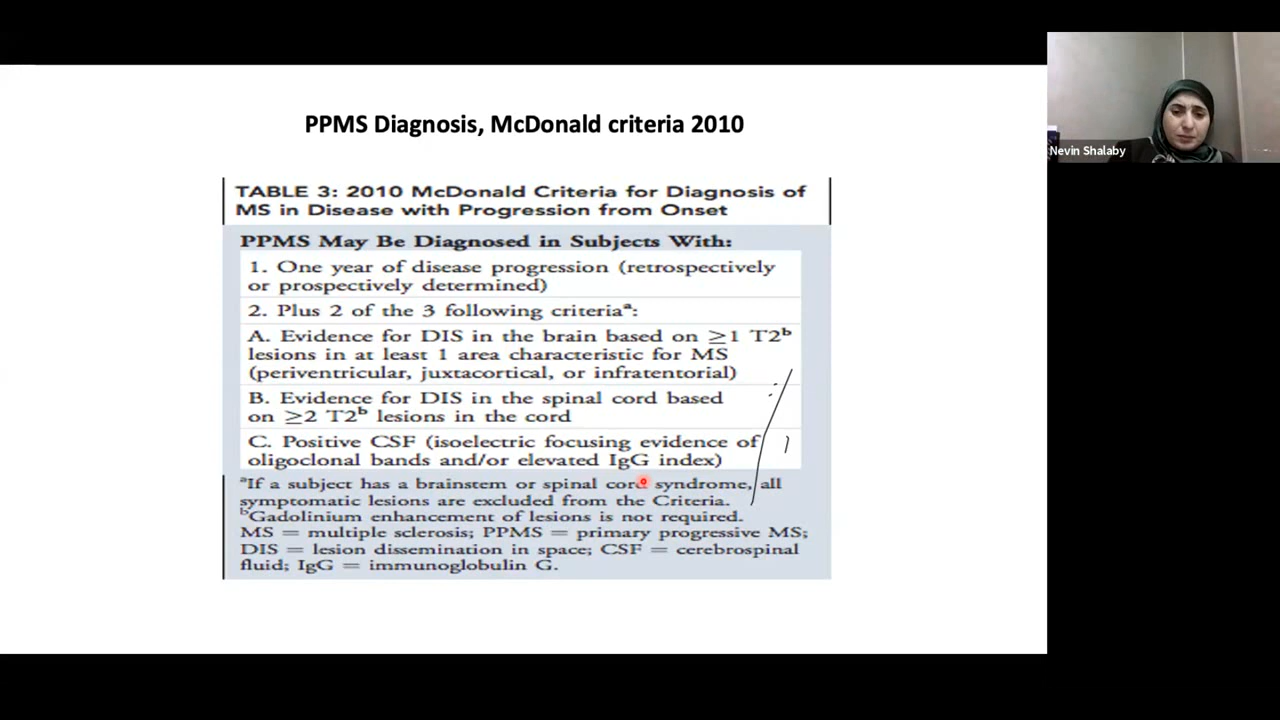 PPMS Diagnosis, McDonald criteria 2010
TABLE 3: 2010 McDonald Criteria for Diagnosis of
MS in Disease with Progression from Onset
PPMS May Be Diagnosed in Subjects With:
1. One year of disease progression (retrospectively
or prospectively determined)
2. Plus 2 of the 3 following criteriaᵃ:
A. Evidence for DIS in the brain based on ≥1 T2ᵇ
lesions in at least 1 area characteristic for MS
(periventricular, juxtacortical, or infratentorial)
B. Evidence for DIS in the spinal cord based
on ≥2 T2ᵇ lesions in the cord
C. Positive CSF (isoelectric focusing evidence of
oligoclonal bands and/or elevated IgG index)
ᵃIf a subject has a brainstem or spinal cord syndrome, all
symptomatic lesions are excluded from the Criteria.
ᵇGadolinium enhancement of lesions is not required.
MS = multiple sclerosis; PPMS = primary progressive MS;
DIS = lesion dissemination in space; CSF = cerebrospinal
fluid; IgG = immunoglobulin G.
Nevin Shalaby